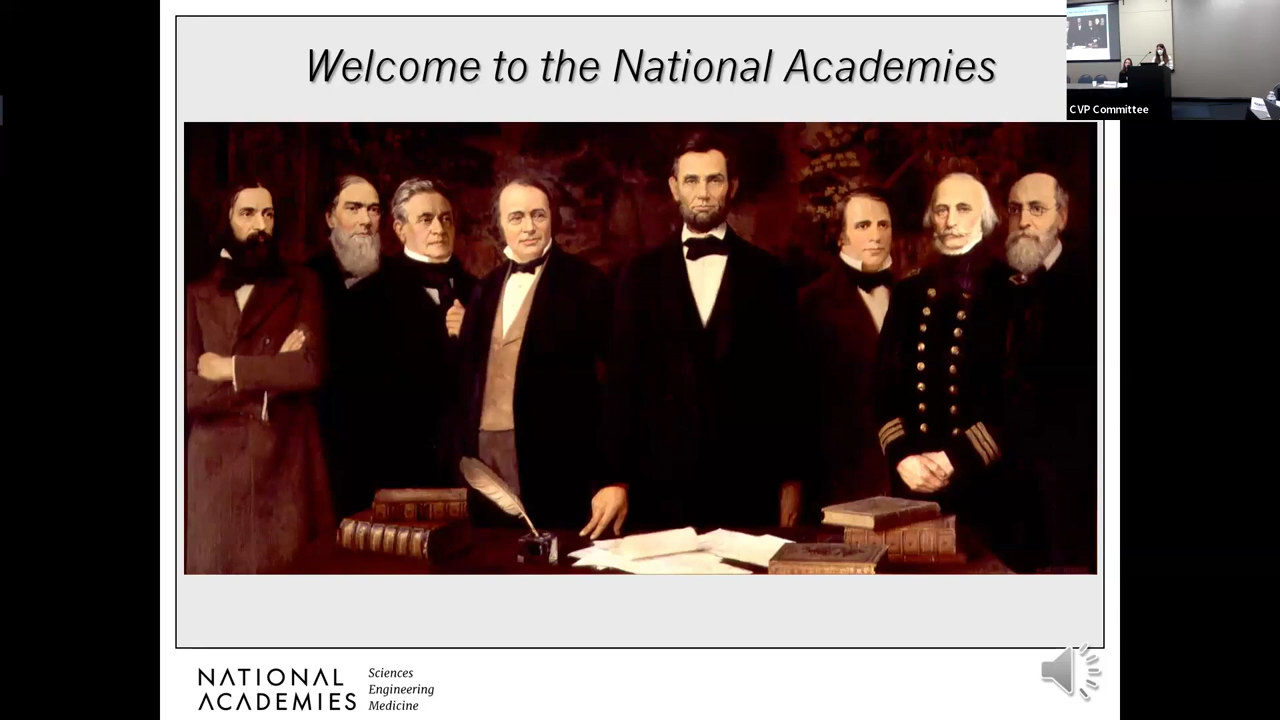 Welcome to the National Academies
CVP Committee
NATIONAL
ACADEMIES
Sciences
Engineering
Medicine